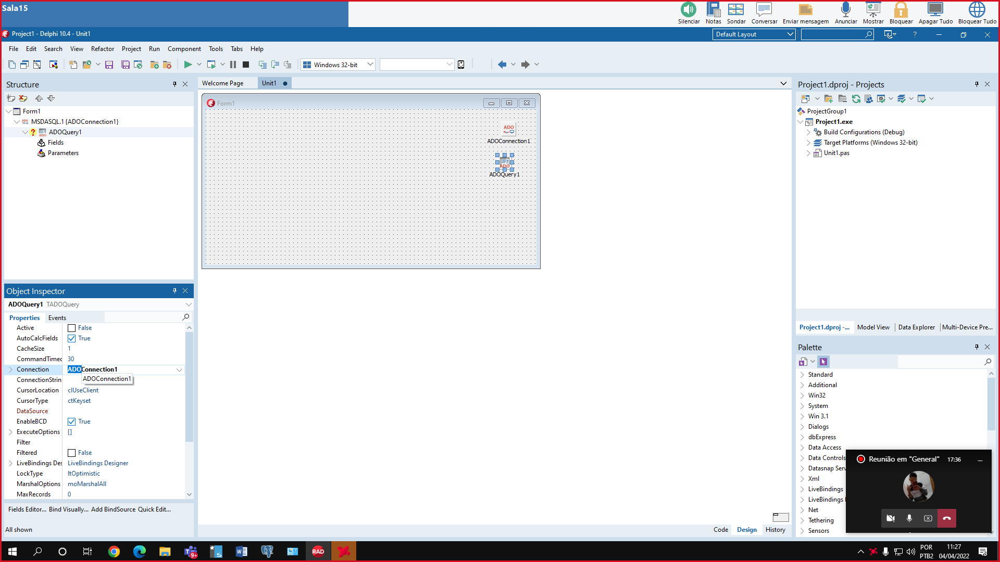 Sala15
Silenciar Notas Sondar Conversar Enviar mensagem Anunciar Mostrar Bloquear Apagar Tudo Bloquear Tudo
Project1 - Delphi 10.4 - Unit1
Default Layout
?
File Edit Search View Refactor Project Run Component Tools Tabs Help
Windows 32-bit
Structure
Form1
MSDASQL.1 {ADOConnection1}
ADOQuery1
Fields
Parameters
Welcome Page
Unit1
Form1
ADO
ADOConnection1
ADO
ADOQuery1
Project1.dproj - Projects
ProjectGroup1
Project1.exe
Build Configurations (Debug)
Target Platforms (Windows 32-bit)
Unit1.pas
Project1.dproj -... Model View Data Explorer Multi-Device Pre...
Object Inspector
ADOQuery1 TADOQuery
Properties Events
Active False
AutoCalcFields True
CacheSize 1
CommandTimeo 30
Connection ADOConnection1
ADOConnection1
ConnectionStrin
CursorLocation clUseClient
CursorType ctKeyset
DataSource
EnableBCD True
ExecuteOptions []
Filter
Filtered False
LiveBindings Des LiveBindings Designer
LockType ltOptimistic
MarshalOptions moMarshalAll
MaxRecords 0
Fields Editor... Bind Visually... Add BindSource Quick Edit...
All shown
Palette
Standard
Additional
Win32
System
Win 3.1
Dialogs
dbExpress
Data Access
Data Controls
Datasnap Serv
Xml
LiveBindings
LiveBindings
Net
Tethering
Sensors
Reunião em "General" 17:36
Code Design History
9+
RAD
POR
PTB2
11:27
04/04/2022